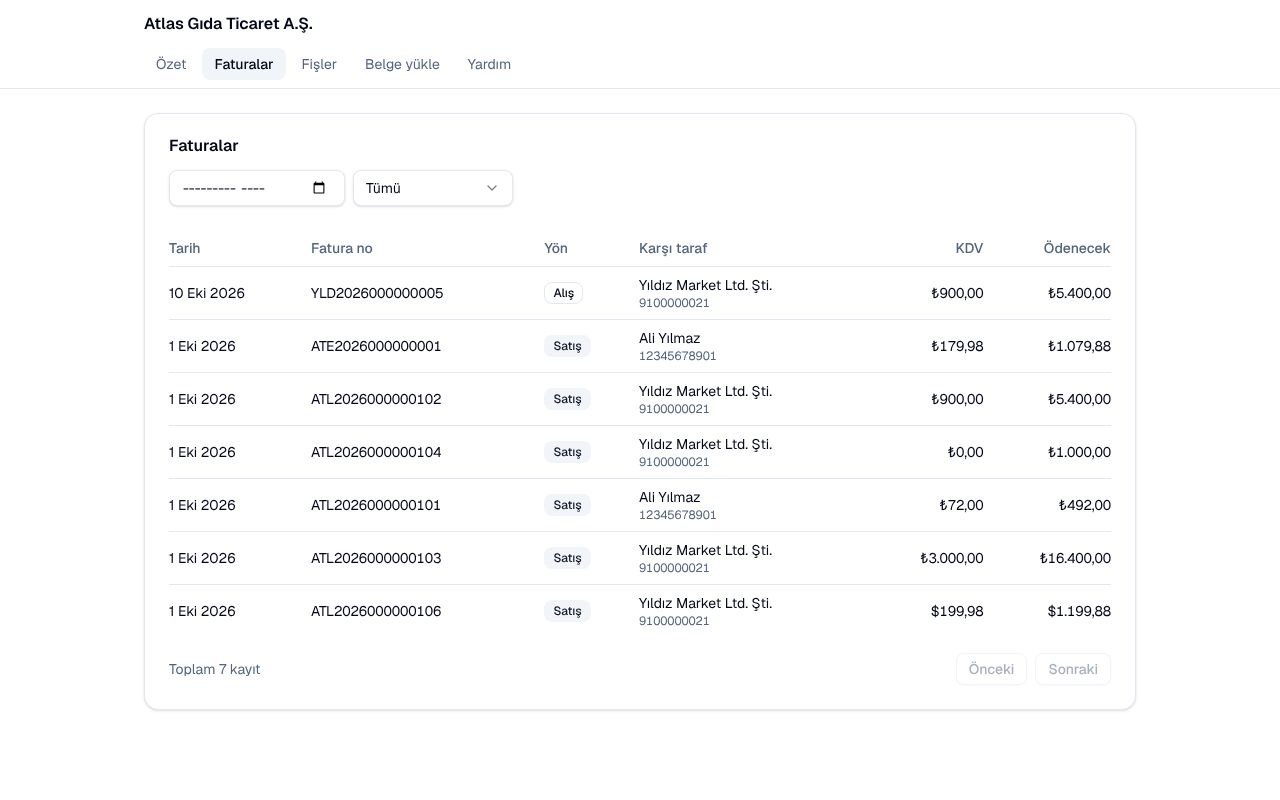 Atlas Gıda Ticaret A.Ş.
Özet Faturalar Fişler Belge yükle Yardım
Faturalar
--------- ---- Tümü
Tarih Fatura no Yön Karşı taraf KDV Ödenecek
10 Eki 2026 YLD2026000000005 Alış Yıldız Market Ltd. Şti. ₺900,00 ₺5.400,00
9100000021
1 Eki 2026 ATE2026000000001 Satış Ali Yılmaz ₺179,98 ₺1.079,88
12345678901
1 Eki 2026 ATL2026000000102 Satış Yıldız Market Ltd. Şti. ₺900,00 ₺5.400,00
9100000021
1 Eki 2026 ATL2026000000104 Satış Yıldız Market Ltd. Şti. ₺0,00 ₺1.000,00
9100000021
1 Eki 2026 ATL2026000000101 Satış Ali Yılmaz ₺72,00 ₺492,00
12345678901
1 Eki 2026 ATL2026000000103 Satış Yıldız Market Ltd. Şti. ₺3.000,00 ₺16.400,00
9100000021
1 Eki 2026 ATL2026000000106 Satış Yıldız Market Ltd. Şti. $199,98 $1.199,88
9100000021
Toplam 7 kayıt Önceki Sonraki